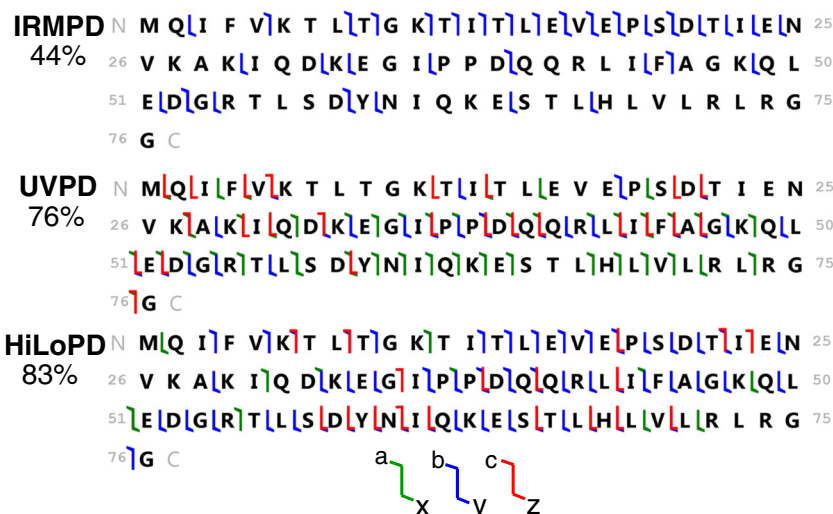 IRMPD
44%
N M Q I F V K T L T G K T I T L E V E P S D T I E N 25
26 V K A K I Q D K E G I P P D Q Q R L I F A G K Q L 50
51 E D G R T L S D Y N I Q K E S T L H L V L R L R G 75
76 G C
UVPD
76%
N M Q I F V K T L T G K T I T L E V E P S D T I E N 25
26 V K A K I Q D K E G I P P D Q Q R L I F A G K Q L 50
51 E D G R T L S D Y N I Q K E S T L H L V L R L R G 75
76 G C
HiLoPD
83%
N M Q I F V K T L T G K T I T L E V E P S D T I E N 25
26 V K A K I Q D K E G I P P D Q Q R L I F A G K Q L 50
51 E D G R T L S D Y N I Q K E S T L H L V L R L R G 75
76 G C
a b c
x y z